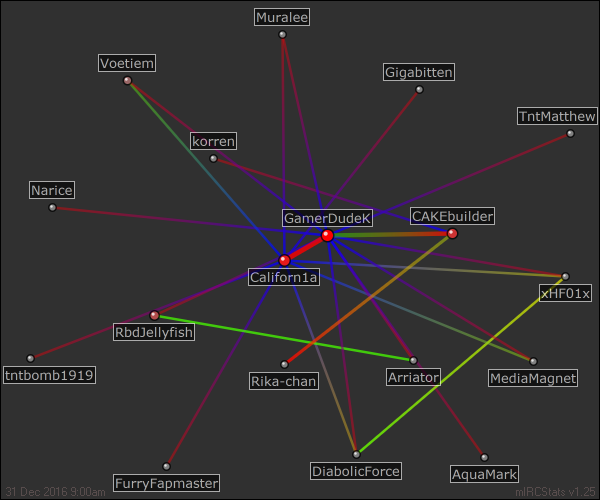 Muralee
Voetiem
Gigabitten
TntMatthew
korren
Narice
GamerDudeK
CAKEbuilder
Californ1a
xHF01x
RbdJellyfish
tntbomb1919
Rika-chan
Arriator
MediaMagnet
DiabolicForce
AquaMark
FurryFapmaster
31 Dec 2016 9:00am
mIRCStats v1.25